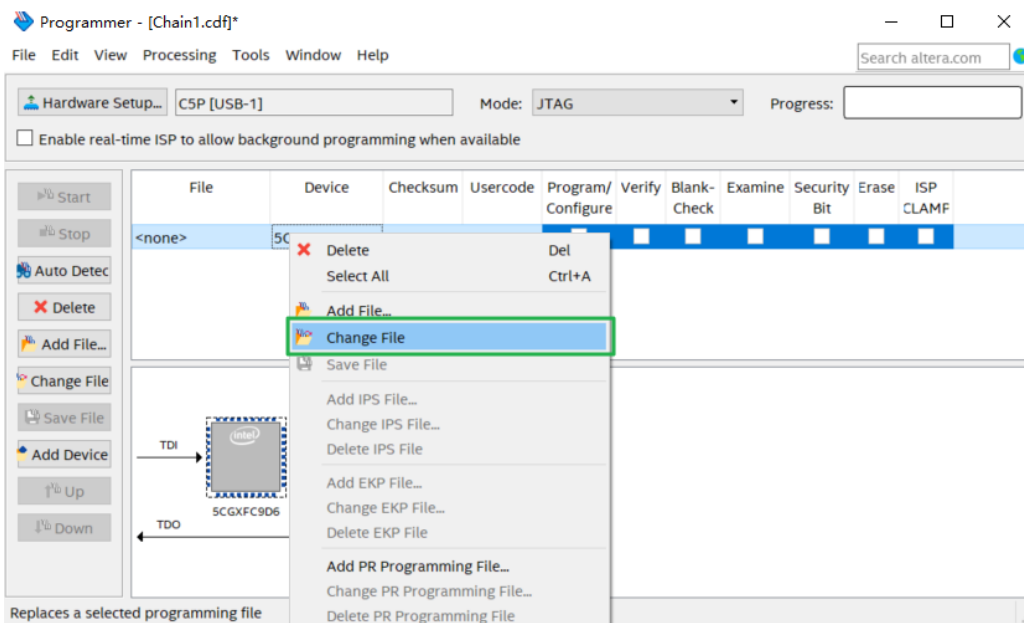 Programmer - [Chain1.cdf]*
File Edit View Processing Tools Window Help
Search altera.com
Hardware Setup... C5P [USB-1] Mode: JTAG Progress:
Enable real-time ISP to allow background programming when available
Start
Stop
Auto Detec
Delete
Add File...
Change File
Save File
Add Device
Up
Down
File Device Checksum Usercode Program/ Verify Blank- Examine Security Erase ISP
Configure Check Bit CLAMP
<none> 5C
Delete Del
Select All Ctrl+A
Add File...
Change File
Save File
Add IPS File...
Change IPS File...
Delete IPS File
Add EKP File...
Change EKP File...
Delete EKP File
Add PR Programming File...
Change PR Programming File...
Delete PR Programming File
TDI
intel
5CGXFC9D6
TDO
Replaces a selected programming file